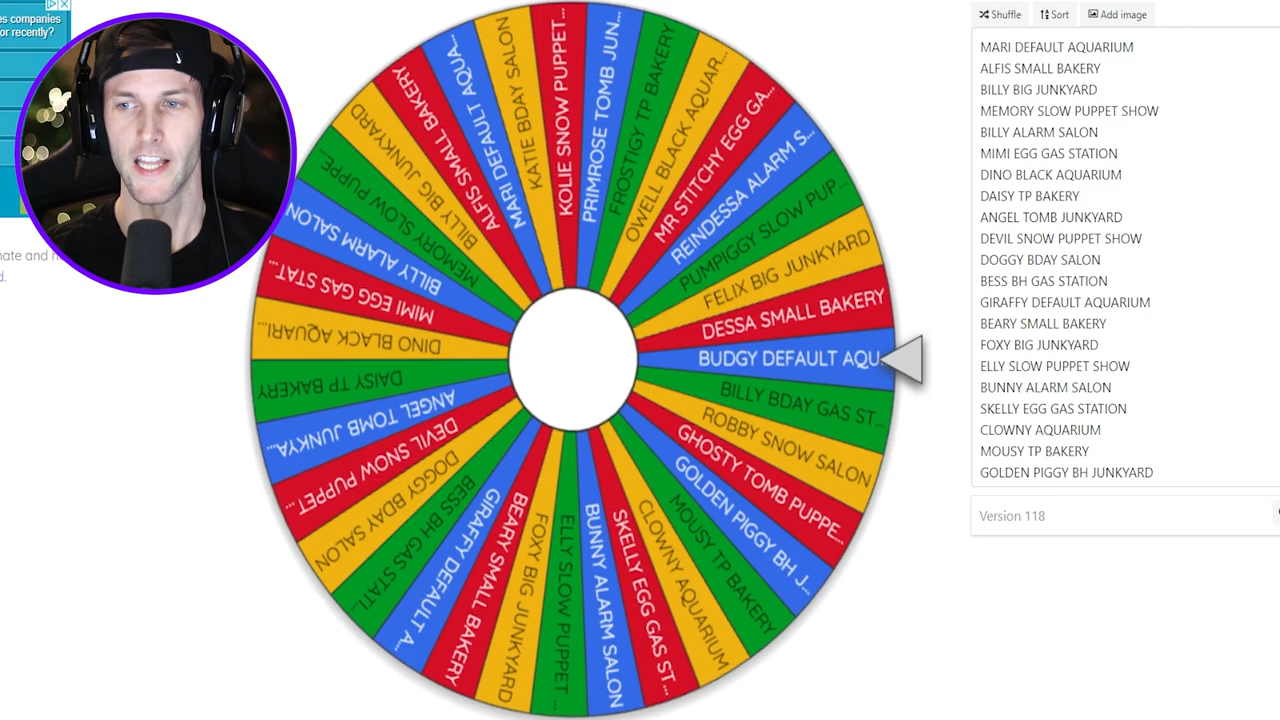 es companies
or recently?
nate and h
d.
Shuffle
Sort
Add image
MARI DEFAULT AQUARIUM
ALFIS SMALL BAKERY
BILLY BIG JUNKYARD
MEMORY SLOW PUPPET SHOW
BILLY ALARM SALON
MIMI EGG GAS STATION
DINO BLACK AQUARIUM
DAISY TP BAKERY
ANGEL TOMB JUNKYARD
DEVIL SNOW PUPPET SHOW
DOGGY BDAY SALON
BESS BH GAS STATION
GIRAFFY DEFAULT AQUARIUM
BEARY SMALL BAKERY
FOXY BIG JUNKYARD
ELLY SLOW PUPPET SHOW
BUNNY ALARM SALON
SKELLY EGG GAS STATION
CLOWNY AQUARIUM
MOUSY TP BAKERY
GOLDEN PIGGY BH JUNKYARD
Version 118
KOLIE SNOW PUPPET...
PRIMROSE TOMB JUN...
FROSTIGY TP BAKERY
OWELL BLACK AQUAR...
MR STITCHY EGG GA...
REINDESSA ALARM S...
PUMPIGGY SLOW PUP...
FELIX BIG JUNKYARD
DESSA SMALL BAKERY
BUDGY DEFAULT AQU
BILLY BDAY GAS ST...
ROBBY SNOW SALON
GHOSTY TOMB PUPPE...
GOLDEN PIGGY BH J...
MOUSY TP BAKERY
CLOWNY AQUARIUM
SKELLY EGG GAS ST...
BUNNY ALARM SALON
ELLY SLOW PUPPET ...
FOXY BIG JUNKYARD
BEARY SMALL BAKERY
GIRAFFY DEFAULT A...
BESS BH GAS STATI...
DOGGY BDAY SALON
DEVIL SNOW PUPPET ...
ANGEL TOMB JUNKYA...
DAISY TP BAKERY
DINO BLACK AQUARI...
MIMI EGG GAS STAT...
BILLY ALARM SALON
MEMORY SLOW PUPPE...
BILLY BIG JUNKYARD
ALFIS SMALL BAKERY
MARI DEFAULT AQUA...
KATIE BDAY SALON